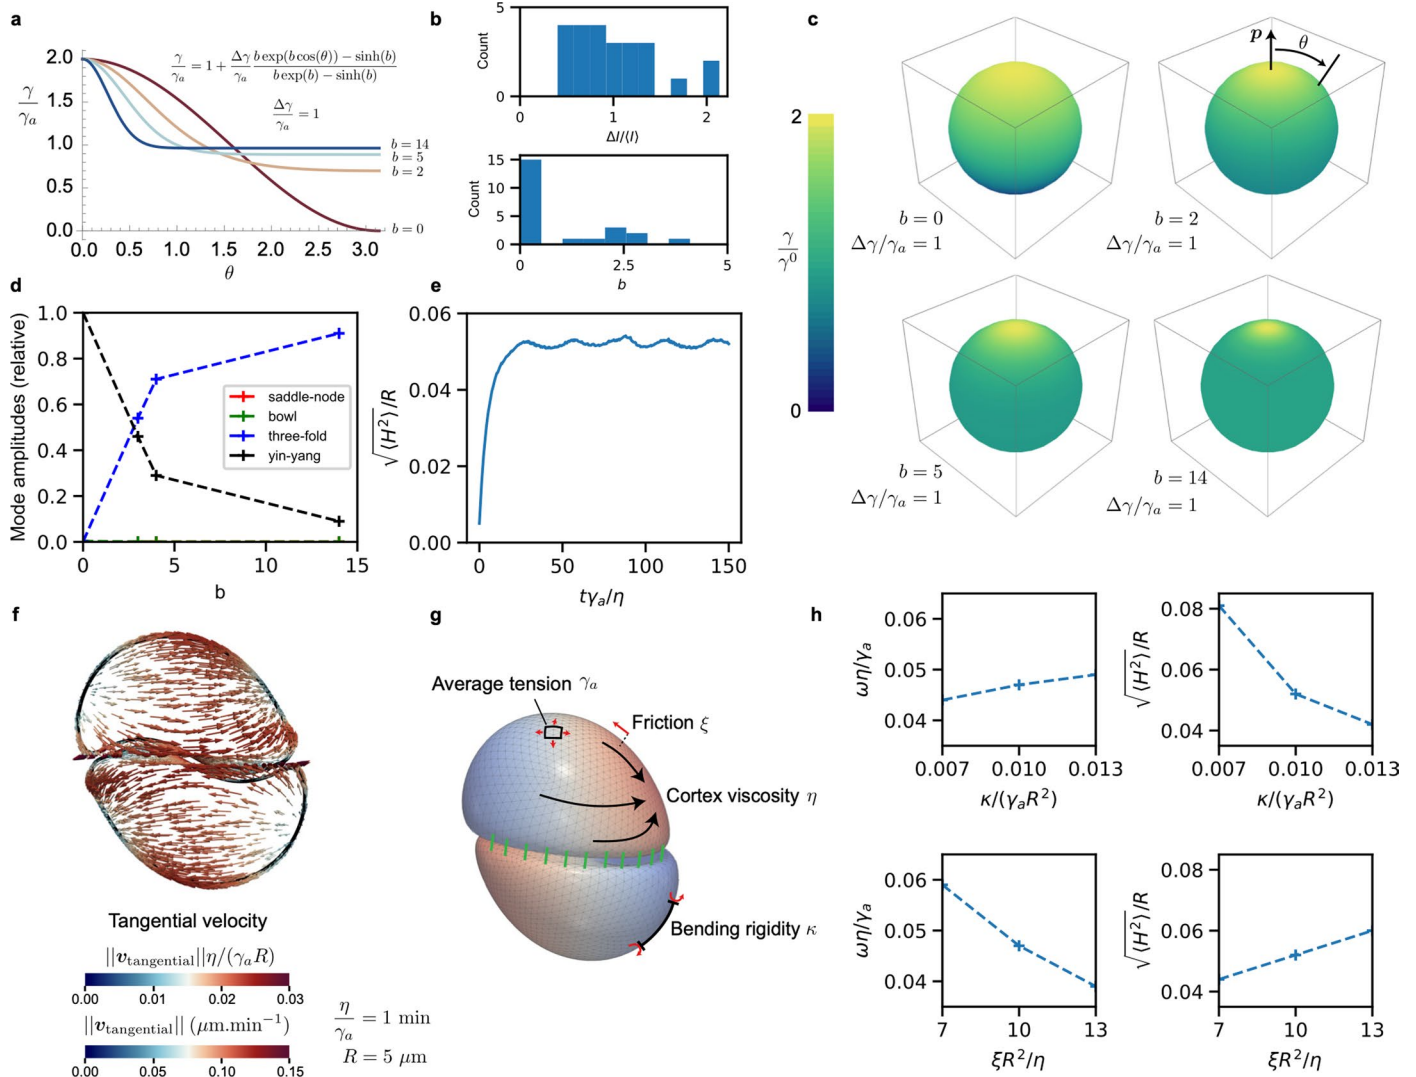 a
γ/γₐ = 1 + Δγ/γₐ (b exp(b cos(θ)) − sinh(b))/(b exp(b) − sinh(b))
Δγ/γₐ = 1
γ/γₐ
2.0
1.5
1.0
0.5
0.0
b = 14
b = 5
b = 2
b = 0
0.0 0.5 1.0 1.5 2.0 2.5 3.0
θ
b
Count
5
0
0 1 2
ΔI/⟨I⟩
Count
15
10
5
0
0 2.5 5
b
c
γ/γ⁰
2
0
b = 0
Δγ/γₐ = 1
p
θ
b = 2
Δγ/γₐ = 1
b = 5
Δγ/γₐ = 1
b = 14
Δγ/γₐ = 1
d
Mode amplitudes (relative)
1.0
0.8
0.6
0.4
0.2
0.0
saddle-node
bowl
three-fold
yin-yang
0 5 10 15
b
e
√⟨H²⟩/R
0.06
0.04
0.02
0.00
0 50 100 150
tγₐ/η
f
Tangential velocity
||v_tangential||η/(γₐR)
0.00 0.01 0.02 0.03
||v_tangential|| (μm.min⁻¹)
0.00 0.05 0.10 0.15
η/γₐ = 1 min
R = 5 μm
g
Average tension γₐ
Friction ξ
Cortex viscosity η
Bending rigidity κ
h
ωη/γₐ
0.06
0.05
0.04
0.007 0.010 0.013
κ/(γₐR²)
√⟨H²⟩/R
0.08
0.06
0.04
0.007 0.010 0.013
κ/(γₐR²)
ωη/γₐ
0.06
0.05
0.04
7 10 13
ξR²/η
√⟨H²⟩/R
0.08
0.06
0.04
7 10 13
ξR²/η